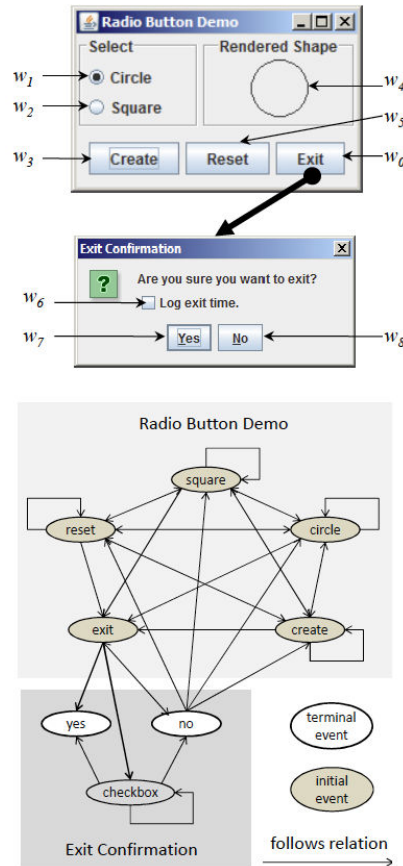 Radio Button Demo
Select
Rendered Shape
w1
Circle
w4
w2
Square
w5
w3
Create
Reset
Exit
w0
Exit Confirmation
?
Are you sure you want to exit?
w6
Log exit time.
w7
Yes
No
w8
Radio Button Demo
square
reset
circle
exit
create
yes
no
terminal
event
checkbox
initial
event
Exit Confirmation
follows relation